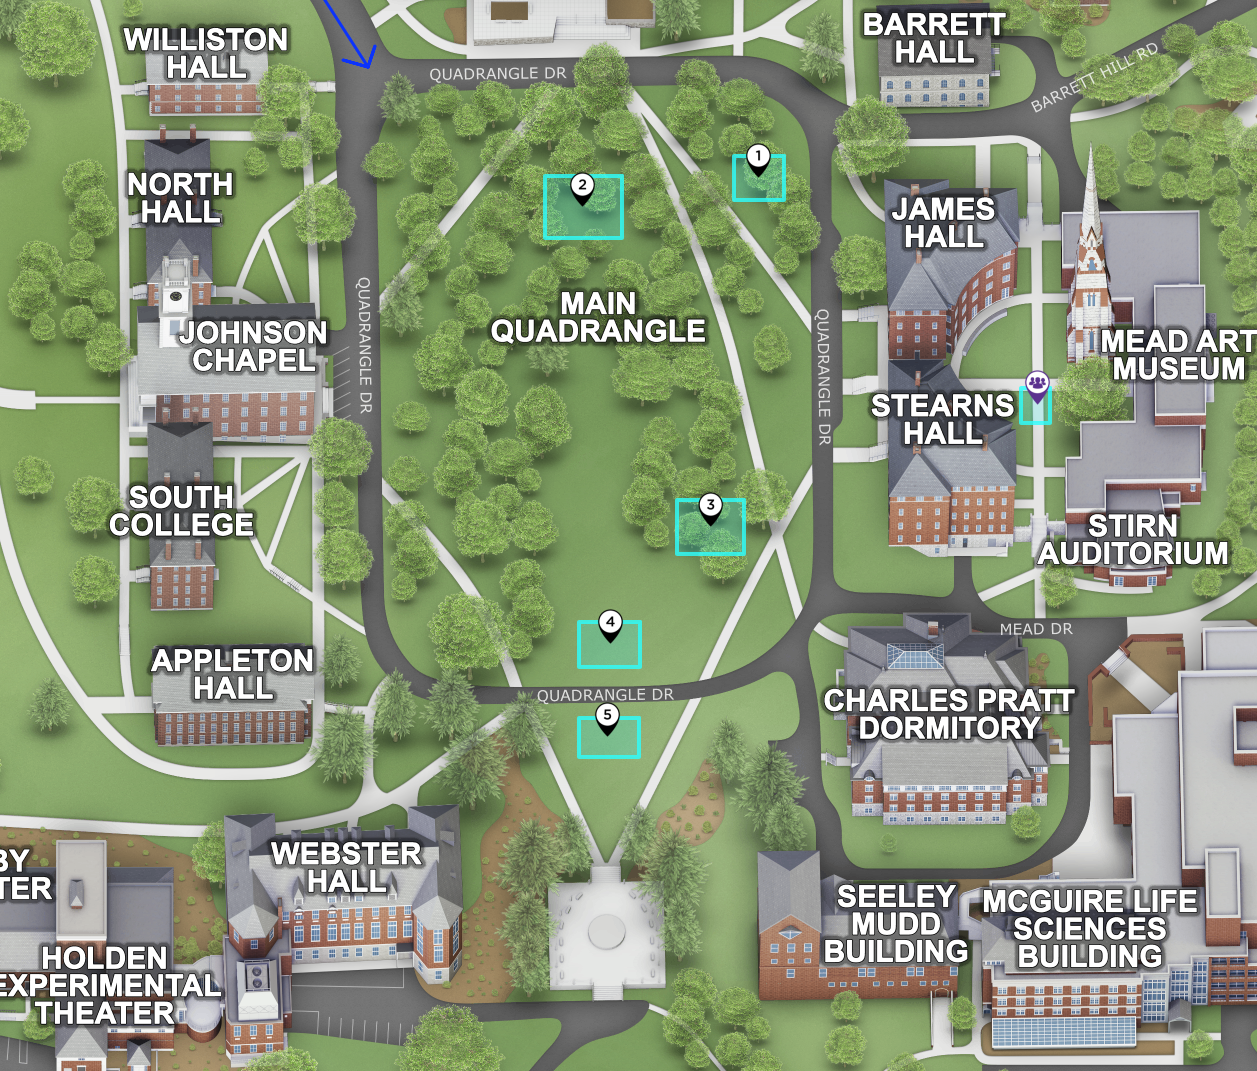 BARRETT
HALL
WILLISTON
HALL
QUADRANGLE DR
BARRETT HILL RD
1
2
NORTH
HALL
JAMES
HALL
MAIN
QUADRANGLE
JOHNSON
CHAPEL
QUADRANGLE DR
QUADRANGLE DR
MEAD ART
MUSEUM
STEARNS
HALL
SOUTH
COLLEGE
3
STIRN
AUDITORIUM
4
MEAD DR
APPLETON
HALL
QUADRANGLE DR
5
CHARLES PRATT
DORMITORY
WEBSTER
HALL
BY
TER
SEELEY
MUDD
BUILDING
MCGUIRE LIFE
SCIENCES
BUILDING
HOLDEN
EXPERIMENTAL
THEATER